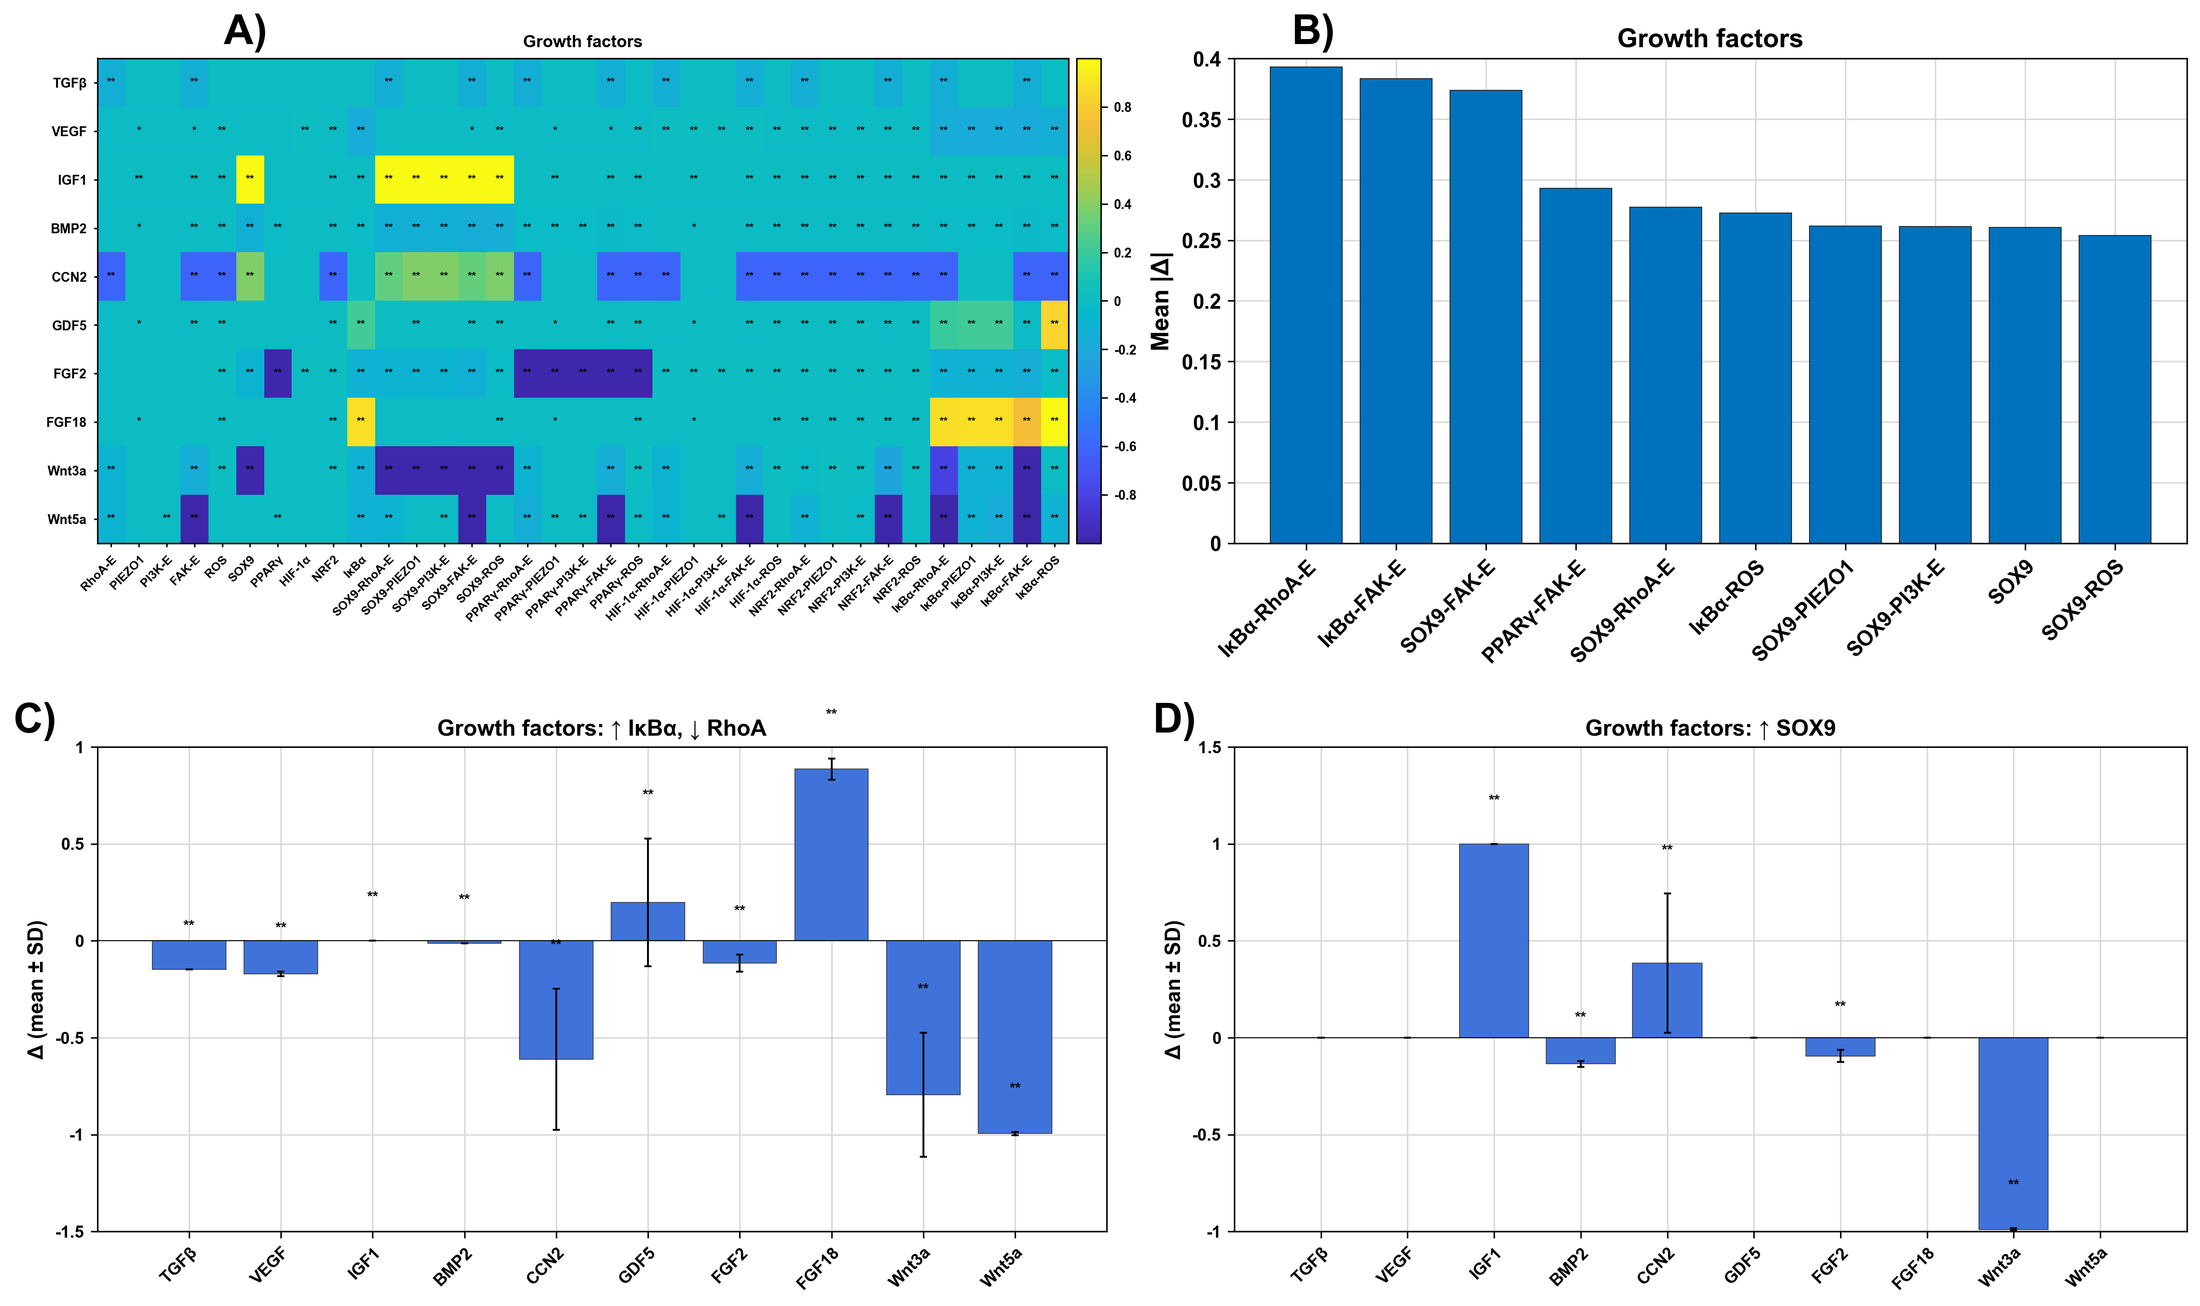 A)
Growth factors
TGFβ
VEGF
IGF1
BMP2
CCN2
GDF5
FGF2
FGF18
Wnt3a
Wnt5a
RhoA-E
PIEZO1
PI3K-E
FAK-E
ROS
SOX9
PPARγ
HIF-1α
NRF2
IκBα
SOX9-RhoA-E
SOX9-PIEZO1
SOX9-PI3K-E
SOX9-FAK-E
SOX9-ROS
PPARγ-RhoA-E
PPARγ-PIEZO1
PPARγ-PI3K-E
PPARγ-FAK-E
PPARγ-ROS
HIF-1α-RhoA-E
HIF-1α-PIEZO1
HIF-1α-PI3K-E
HIF-1α-FAK-E
HIF-1α-ROS
NRF2-RhoA-E
NRF2-PIEZO1
NRF2-PI3K-E
NRF2-FAK-E
NRF2-ROS
IκBα-RhoA-E
IκBα-PIEZO1
IκBα-PI3K-E
IκBα-FAK-E
IκBα-ROS
0.8
0.6
0.4
0.2
0
-0.2
-0.4
-0.6
-0.8
B)
Growth factors
Mean |Δ|
0.4
0.35
0.3
0.25
0.2
0.15
0.1
0.05
0
IκBα-RhoA-E
IκBα-FAK-E
SOX9-FAK-E
PPARγ-FAK-E
SOX9-RhoA-E
IκBα-ROS
SOX9-PIEZO1
SOX9-PI3K-E
SOX9
SOX9-ROS
C)
Growth factors: ↑ IκBα, ↓ RhoA
Δ (mean ± SD)
1
0.5
0
-0.5
-1
-1.5
**
**
**
**
**
**
**
**
**
**
TGFβ
VEGF
IGF1
BMP2
CCN2
GDF5
FGF2
FGF18
Wnt3a
Wnt5a
D)
Growth factors: ↑ SOX9
Δ (mean ± SD)
1.5
1
0.5
0
-0.5
-1
**
**
**
**
**
TGFβ
VEGF
IGF1
BMP2
CCN2
GDF5
FGF2
FGF18
Wnt3a
Wnt5a